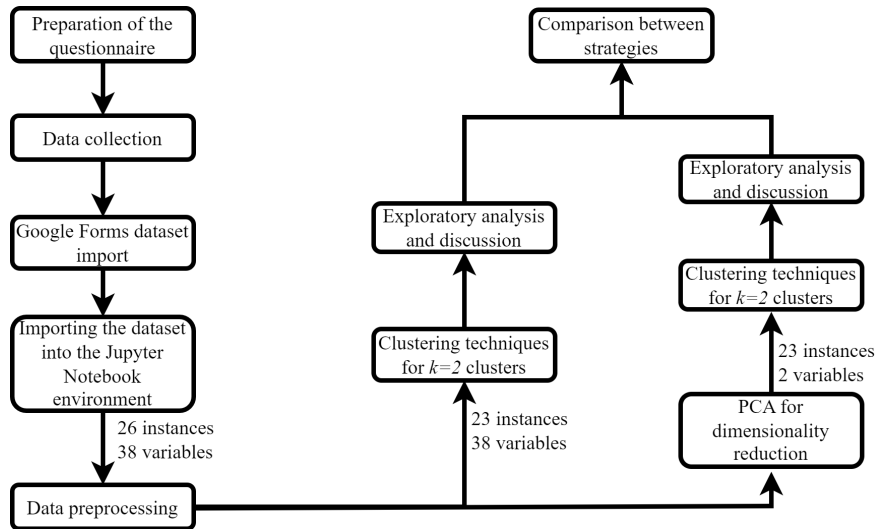 Preparation of the
questionnaire
Data collection
Google Forms dataset
import
Importing the dataset
into the Jupyter
Notebook
environment
26 instances
38 variables
Data preprocessing
Comparison between
strategies
Exploratory analysis
and discussion
Clustering techniques
for k=2 clusters
23 instances
38 variables
Exploratory analysis
and discussion
Clustering techniques
for k=2 clusters
23 instances
2 variables
PCA for
dimensionality
reduction